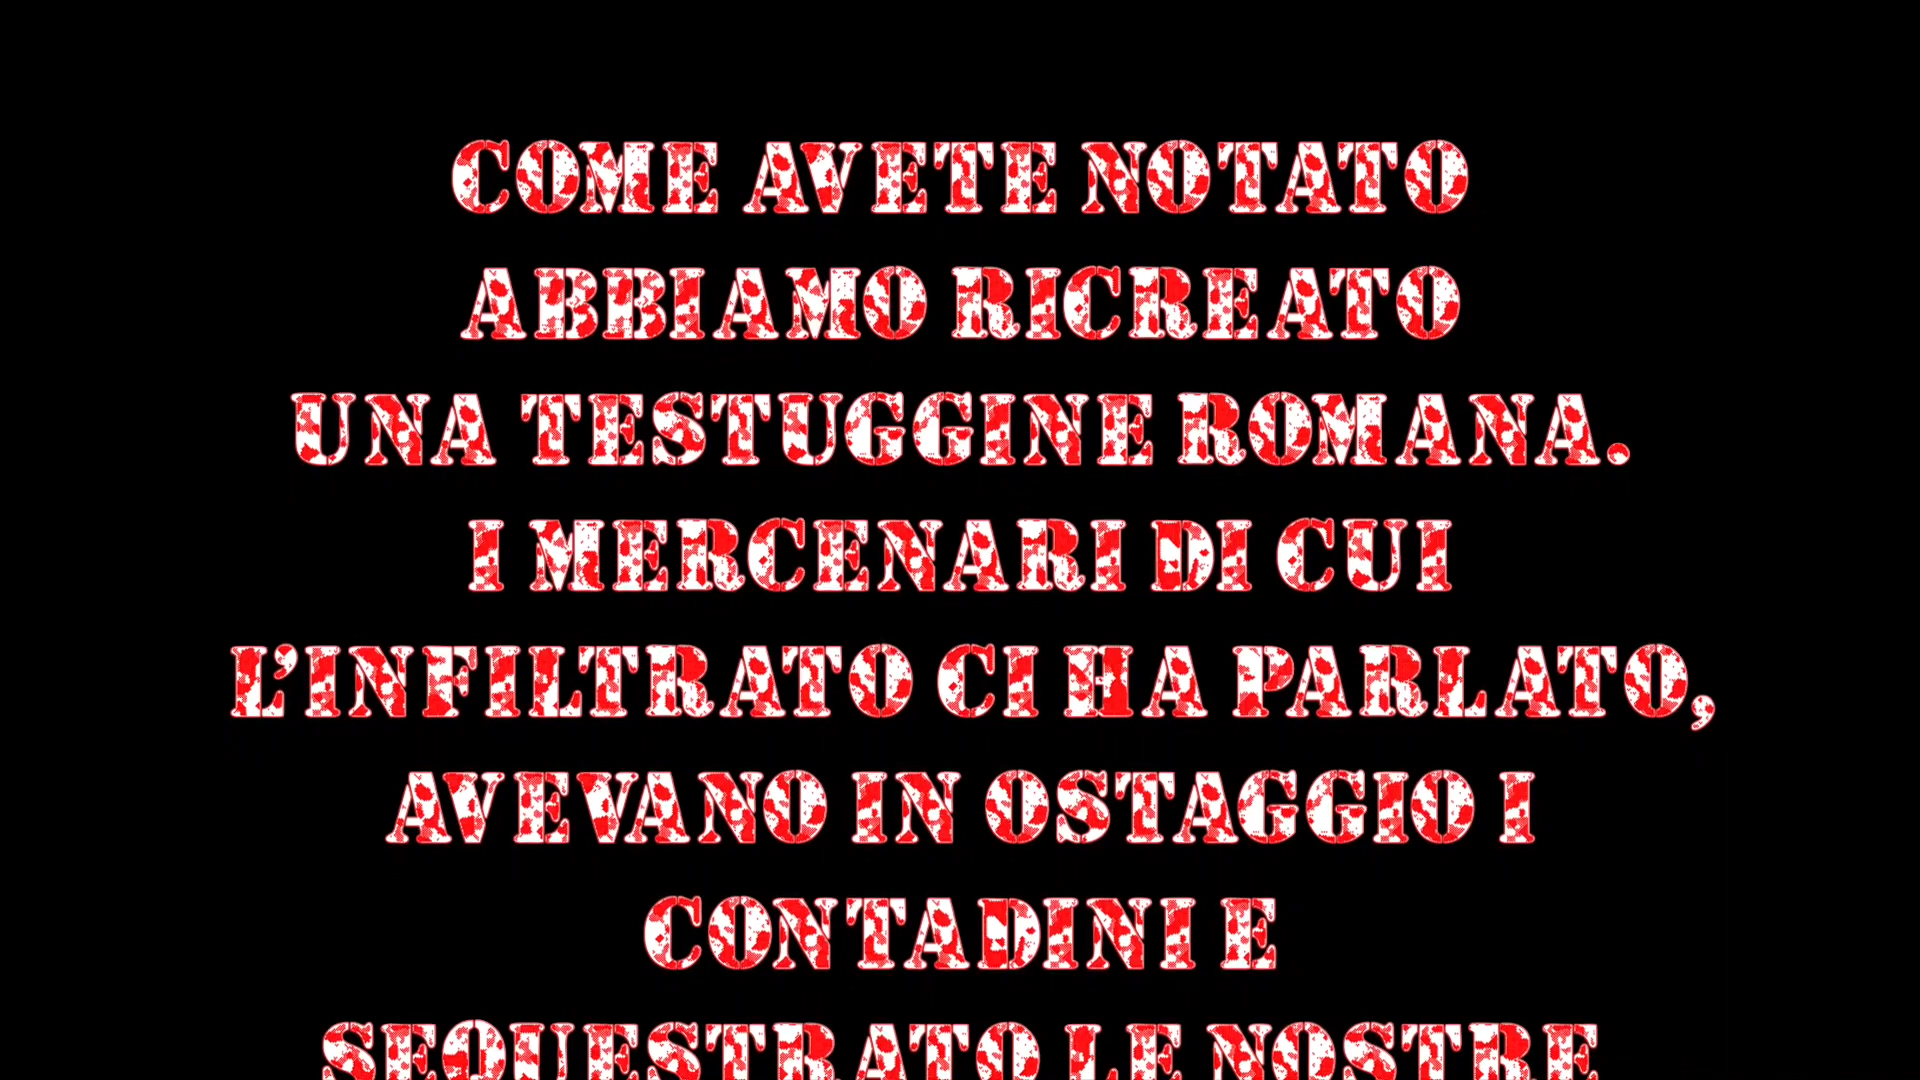 COME AVETE NOTATO
ABBIAMO RICREATO
UNA TESTUGGINE ROMANA.
I MERCENARI DI CUI
L'INFILTRATO CI HA PARLATO,
AVEVANO IN OSTAGGIO I
CONTADINI E
SEQUESTRATO LE NOSTRE